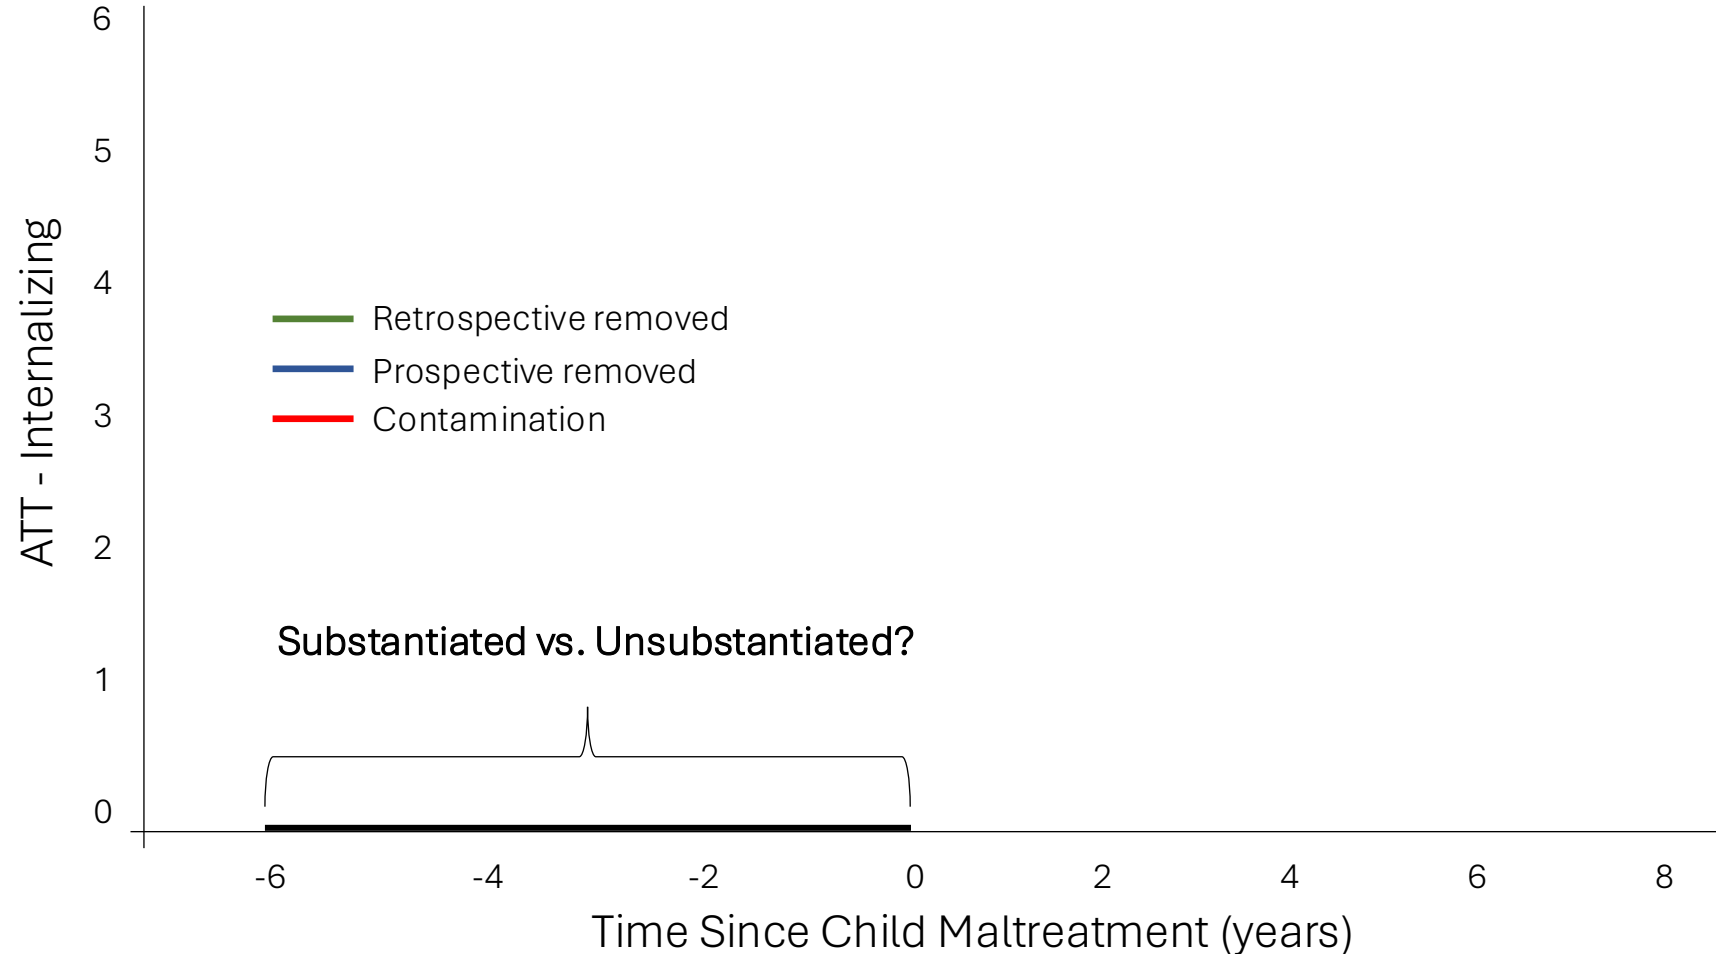 6
5
4
3
2
1
0
ATT - Internalizing
Retrospective removed
Prospective removed
Contamination
Substantiated vs. Unsubstantiated?
-6 -4 -2 0 2 4 6 8
Time Since Child Maltreatment (years)